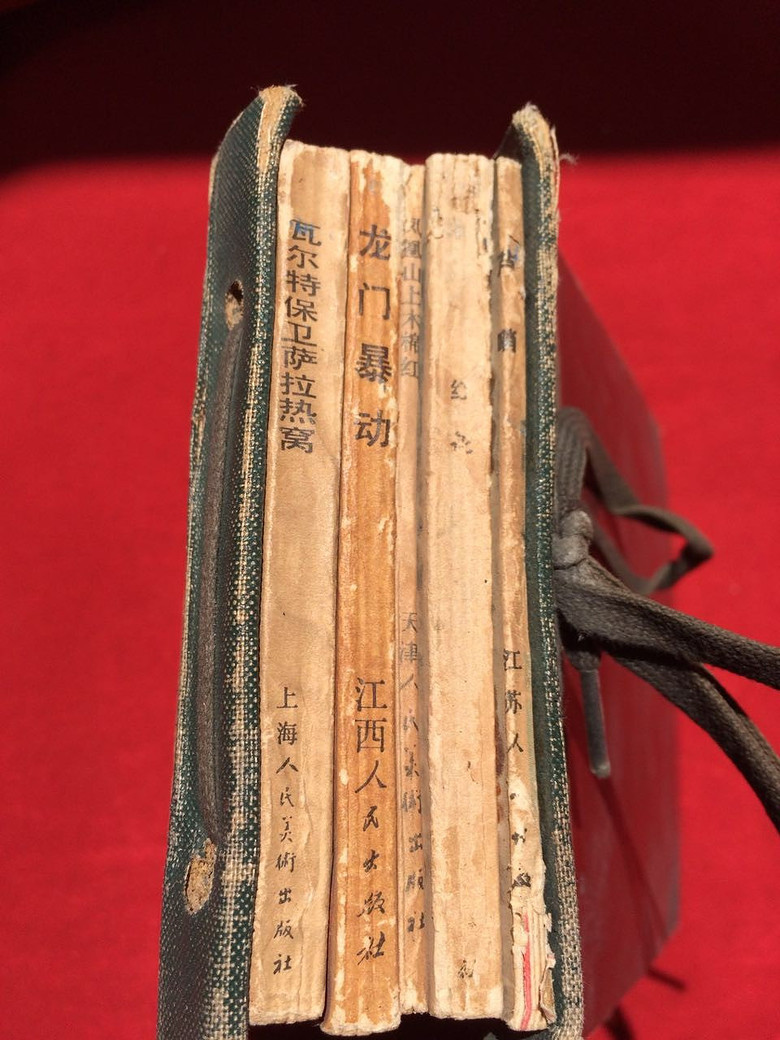 瓦尔特保卫萨拉热窝
上海人民美術出版社
龙门暴动
江西人民出版社
凤凰山上木棉红
天津人民美術出版社
江苏人